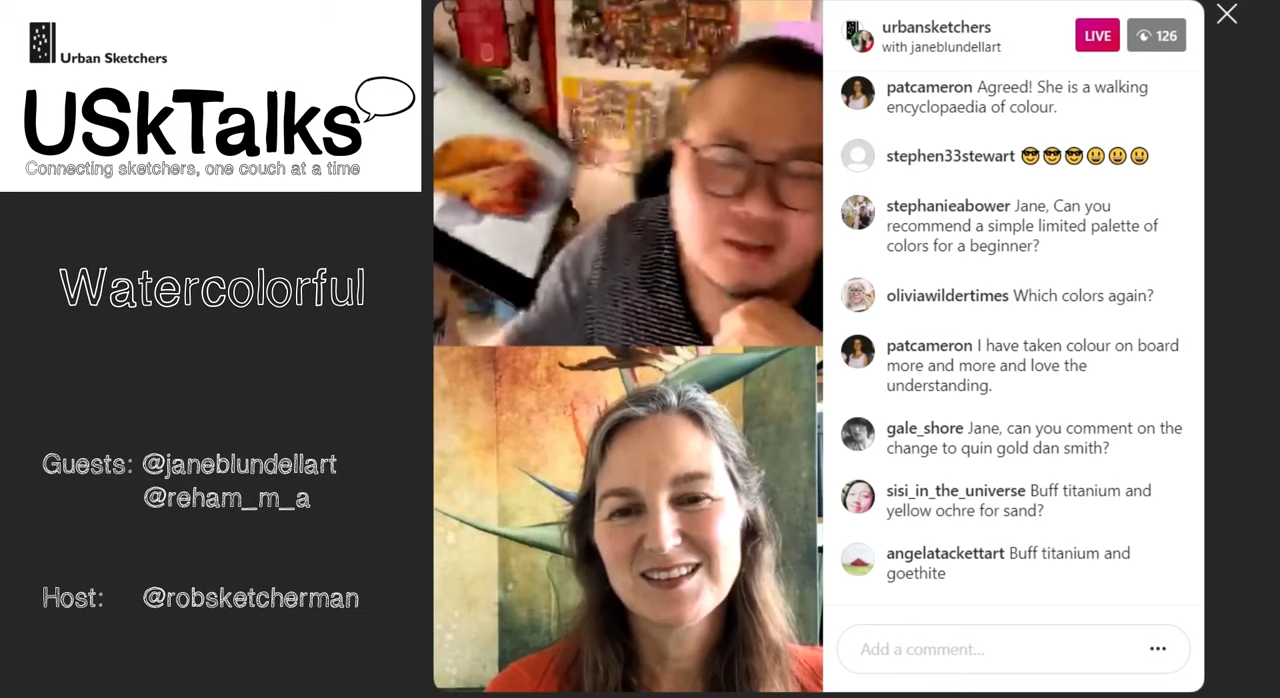 Urban Sketchers
USkTalks
Connecting sketchers, one couch at a time
Watercolorful
Guests: @janeblundellart
@reham_m_a
Host: @robsketcherman
urbansketchers
with janeblundellart
LIVE
126
patcameron Agreed! She is a walking
encyclopaedia of colour.
stephen33stewart 😎😎😎😃😃😃
stephanieabower Jane, Can you
recommend a simple limited palette of
colors for a beginner?
oliviawildertimes Which colors again?
patcameron I have taken colour on board
more and more and love the
understanding.
gale_shore Jane, can you comment on the
change to quin gold dan smith?
sisi_in_the_universe Buff titanium and
yellow ochre for sand?
angelatackettart Buff titanium and
goethite
Add a comment...